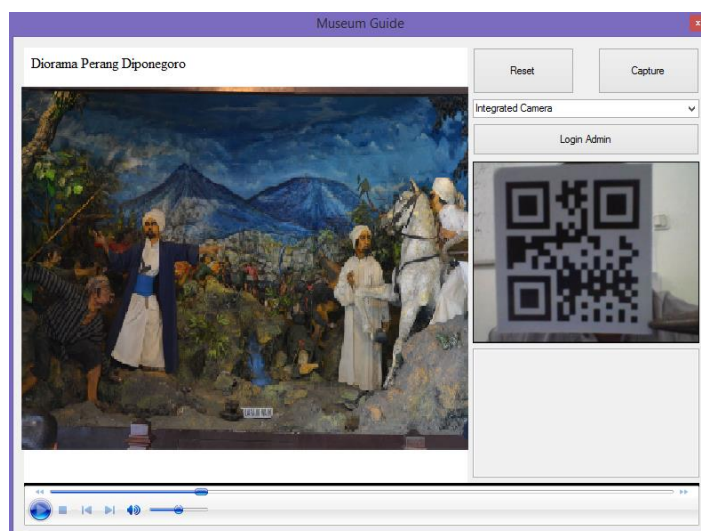 Museum Guide
x
Diorama Perang Diponegoro
Reset
Capture
Integrated Camera
Login Admin